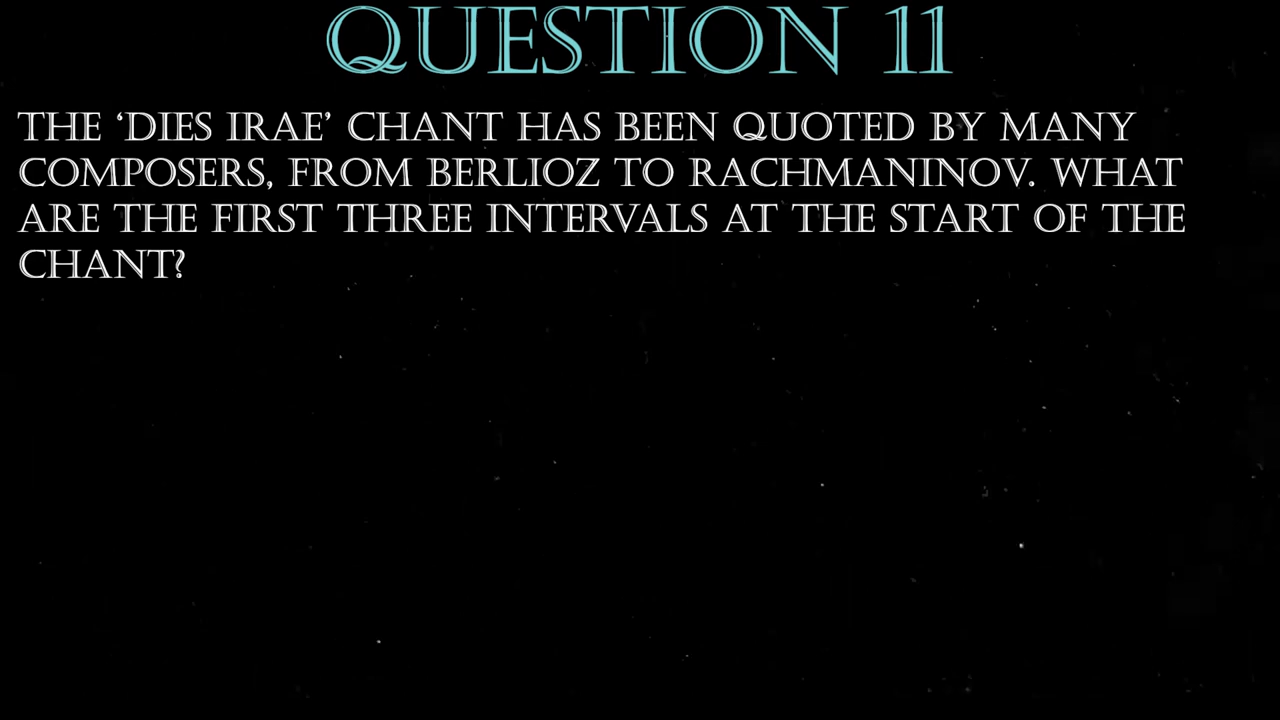 QUESTION 11
THE ‘DIES IRAE’ CHANT HAS BEEN QUOTED BY MANY
COMPOSERS, FROM BERLIOZ TO RACHMANINOV. WHAT
ARE THE FIRST THREE INTERVALS AT THE START OF THE
CHANT?